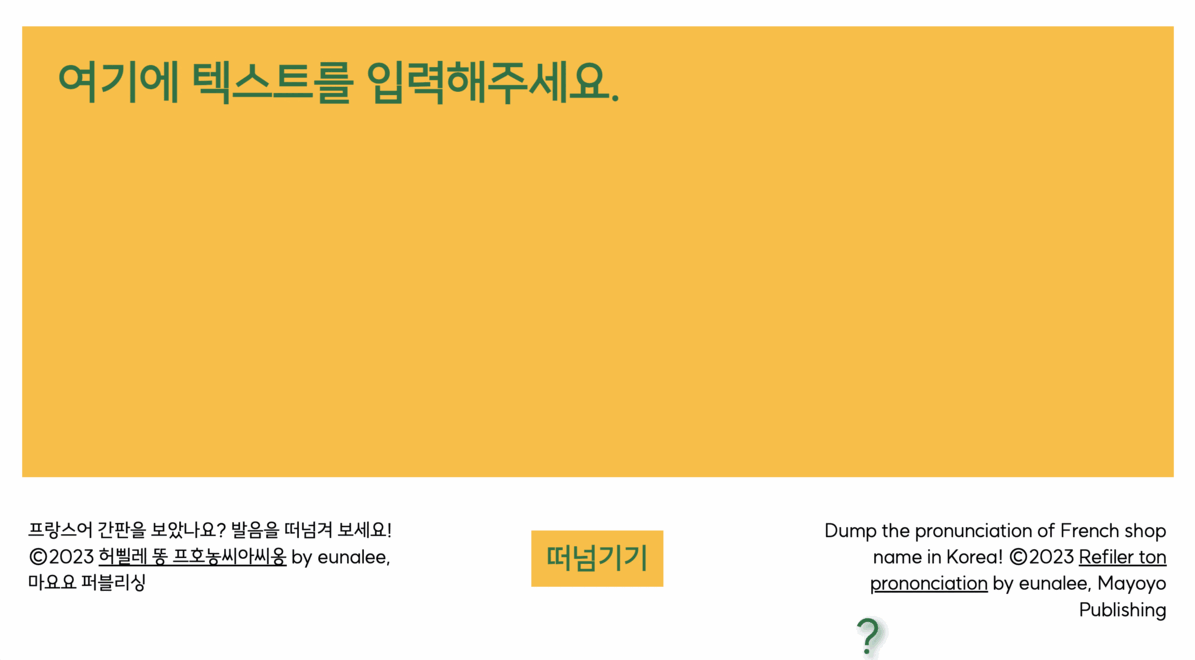 여기에 텍스트를 입력해주세요.
프랑스어 간판을 보았나요? 발음을 떠넘겨 보세요!
©2023 허삘레 똥 프호농씨아씨옹 by eunalee,
마요요 퍼블리싱
떠넘기기
Dump the pronunciation of French shop
name in Korea! ©2023 Refiler ton
prononciation by eunalee, Mayoyo
Publishing
?